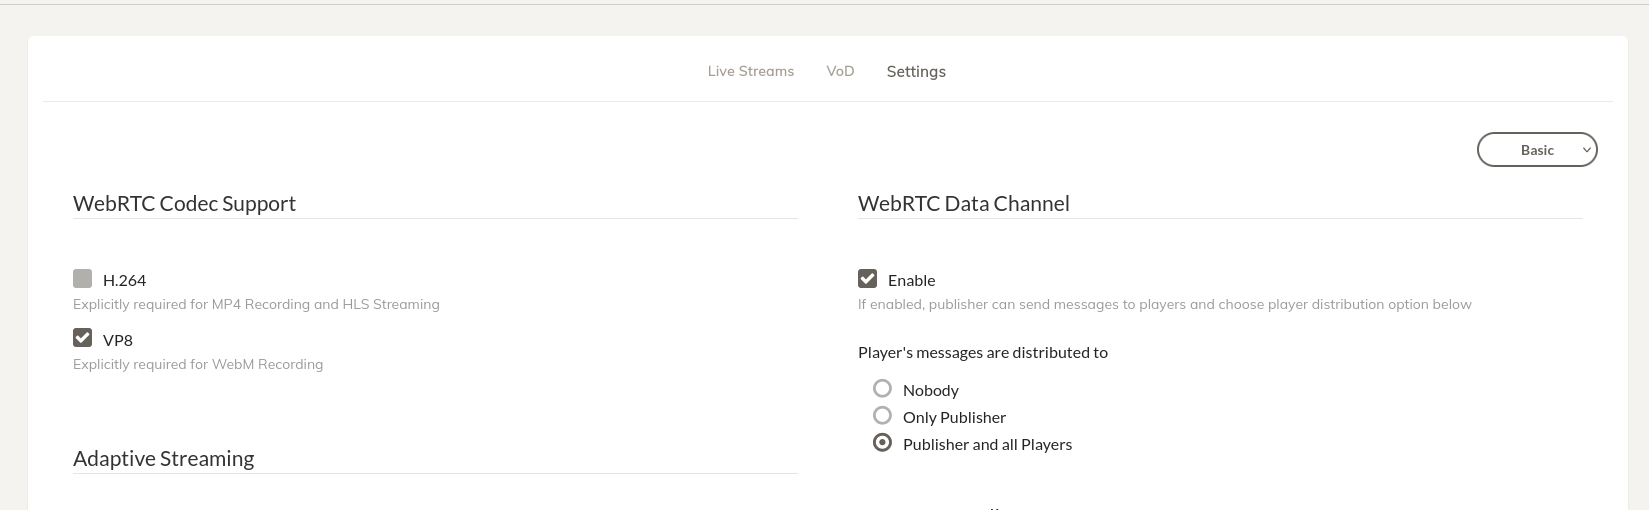 Live Streams VoD Settings
Basic
WebRTC Codec Support
H.264
Explicitly required for MP4 Recording and HLS Streaming
VP8
Explicitly required for WebM Recording
Adaptive Streaming
WebRTC Data Channel
Enable
If enabled, publisher can send messages to players and choose player distribution option below
Player's messages are distributed to
Nobody
Only Publisher
Publisher and all Players